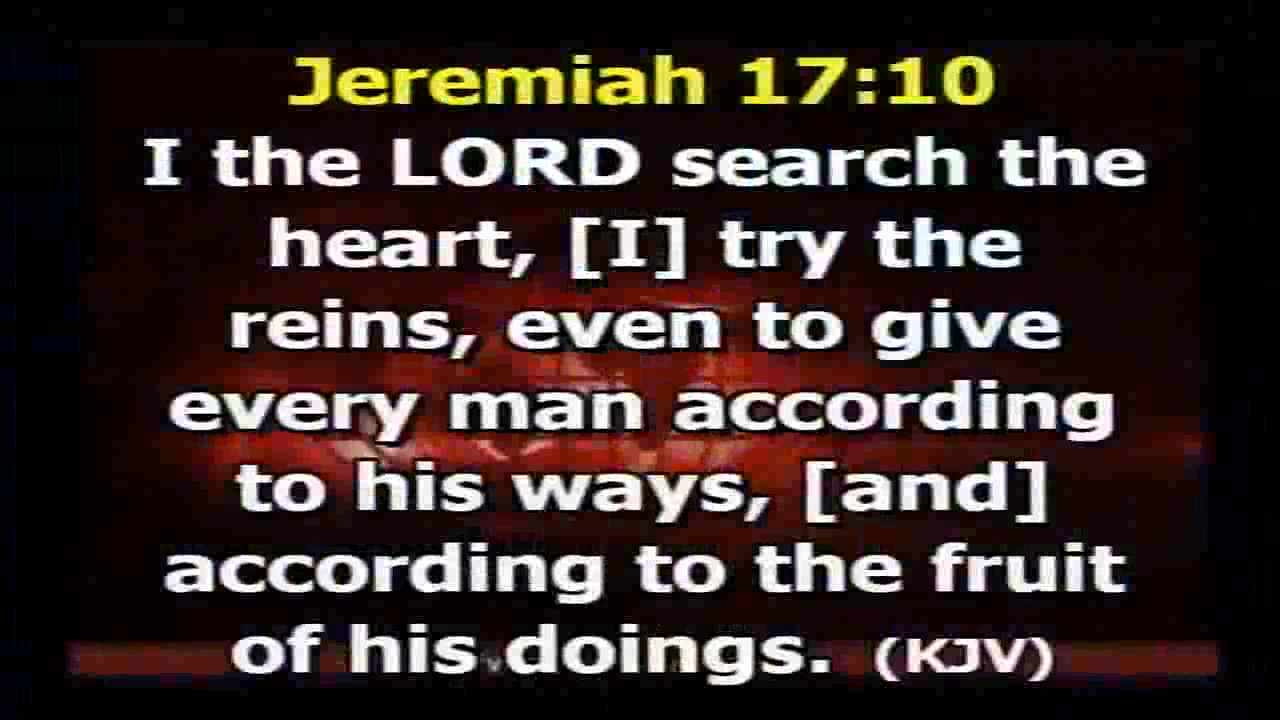 Jeremiah 17:10
I the LORD search the
heart, [I] try the
reins, even to give
every man according
to his ways, [and]
according to the fruit
of his doings. (KJV)